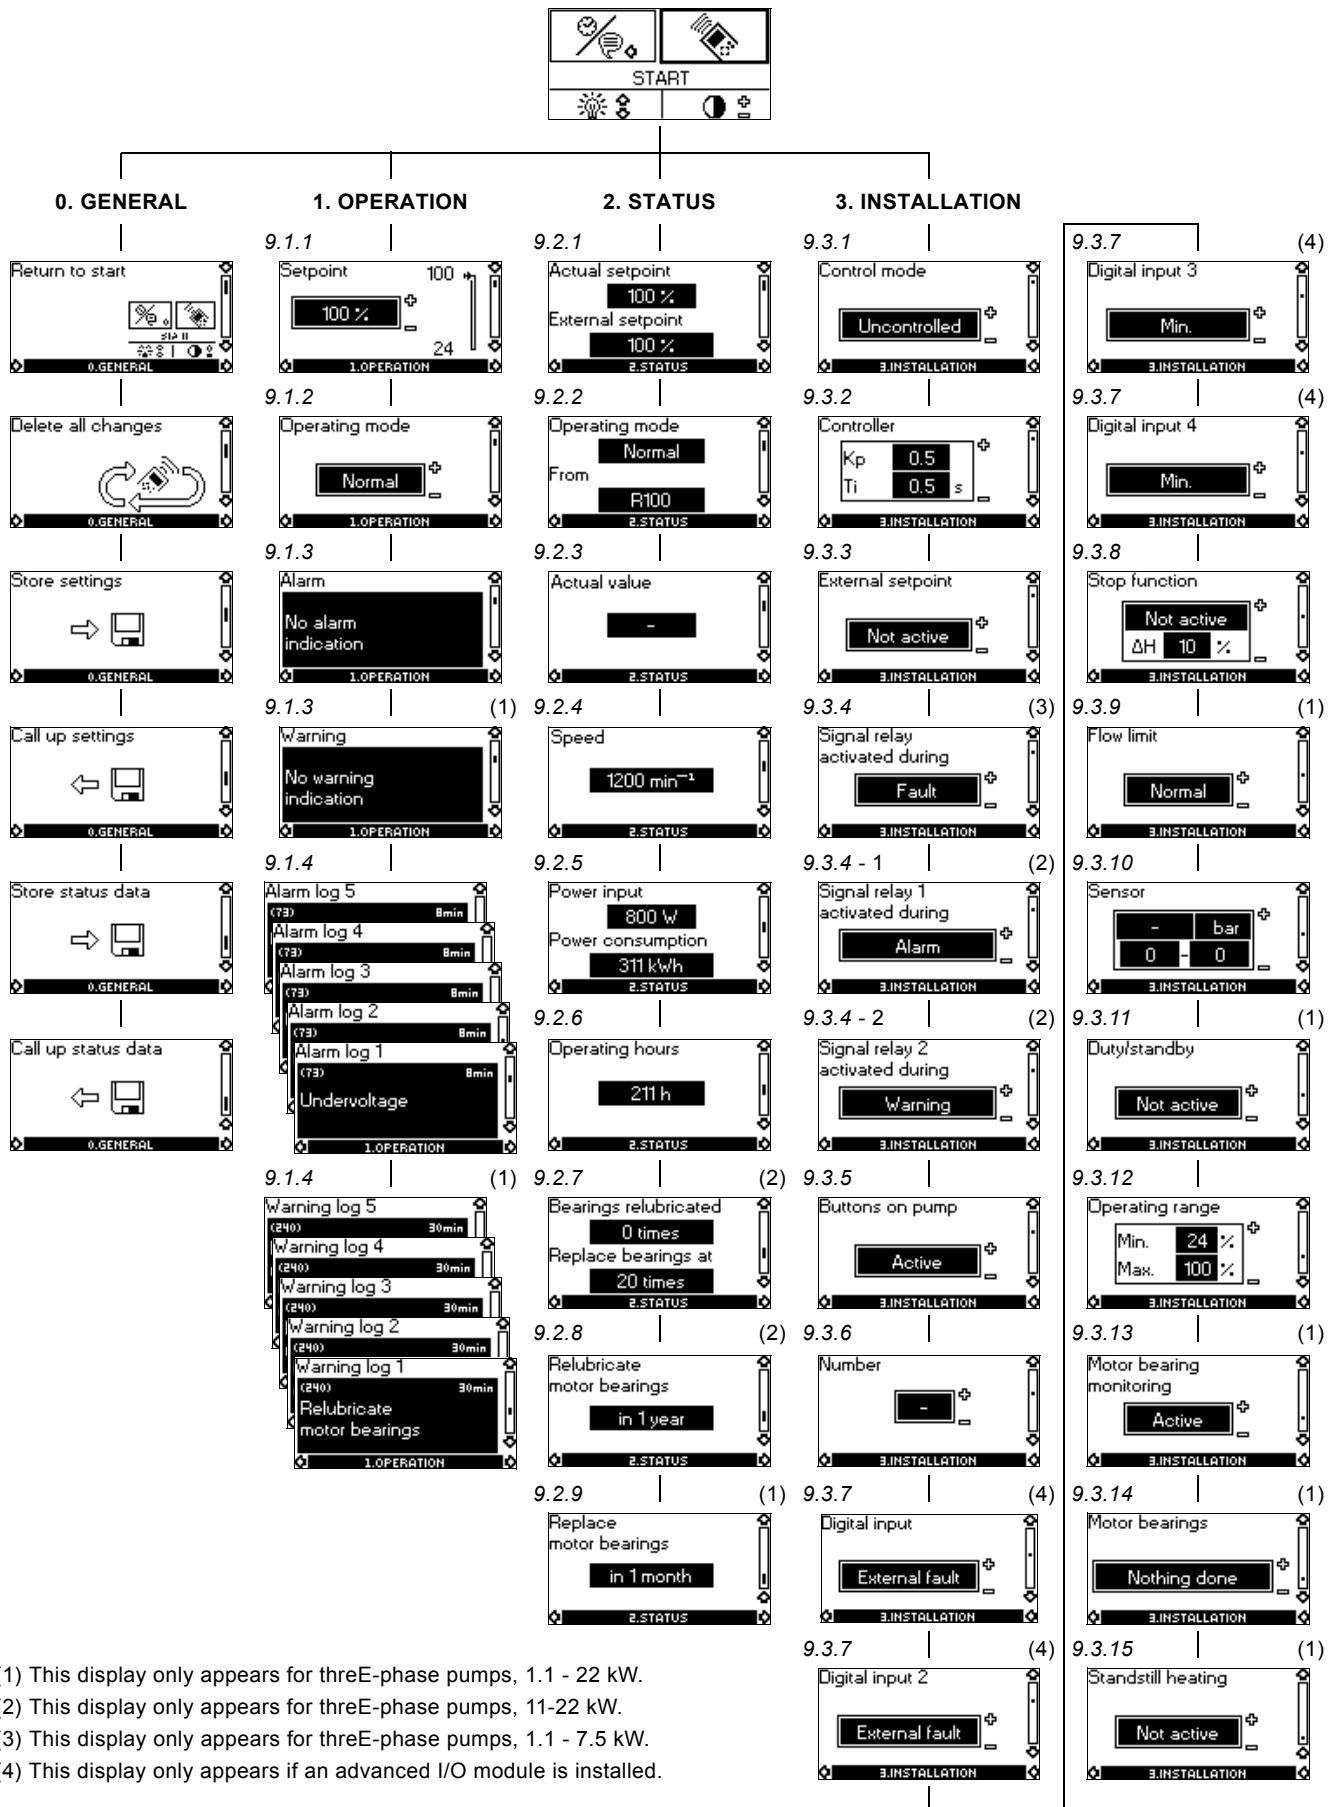 START
0. GENERAL
1. OPERATION
2. STATUS
3. INSTALLATION
Return to start
START
0.GENERAL
Delete all changes
0.GENERAL
Store settings
0.GENERAL
Call up settings
0.GENERAL
Store status data
0.GENERAL
Call up status data
0.GENERAL
9.1.1
Setpoint
100
100 %
24
1.OPERATION
9.1.2
Operating mode
Normal
1.OPERATION
9.1.3
Alarm
No alarm
indication
1.OPERATION
9.1.3 (1)
Warning
No warning
indication
1.OPERATION
9.1.4
Alarm log 5
(73) 8min
Alarm log 4
(73) 8min
Alarm log 3
(73) 8min
Alarm log 2
(73) 8min
Alarm log 1
(73) 8min
Undervoltage
1.OPERATION
9.1.4 (1)
Warning log 5
(240) 30min
Warning log 4
(240) 30min
Warning log 3
(240) 30min
Warning log 2
(240) 30min
Warning log 1
(240) 30min
Relubricate
motor bearings
1.OPERATION
9.2.1
Actual setpoint
100 %
External setpoint
100 %
2.STATUS
9.2.2
Operating mode
Normal
From
R100
2.STATUS
9.2.3
Actual value
-
2.STATUS
9.2.4
Speed
1200 min⁻¹
2.STATUS
9.2.5
Power input
800 W
Power consumption
311 kWh
2.STATUS
9.2.6
Operating hours
211 h
2.STATUS
9.2.7 (2)
Bearings relubricated
0 times
Replace bearings at
20 times
2.STATUS
9.2.8 (2)
Relubricate
motor bearings
in 1 year
2.STATUS
9.2.9 (1)
Replace
motor bearings
in 1 month
2.STATUS
9.3.1
Control mode
Uncontrolled
3.INSTALLATION
9.3.2
Controller
Kp 0.5
Ti 0.5 s
3.INSTALLATION
9.3.3
External setpoint
Not active
3.INSTALLATION
9.3.4 (3)
Signal relay
activated during
Fault
3.INSTALLATION
9.3.4 - 1 (2)
Signal relay 1
activated during
Alarm
3.INSTALLATION
9.3.4 - 2 (2)
Signal relay 2
activated during
Warning
3.INSTALLATION
9.3.5
Buttons on pump
Active
3.INSTALLATION
9.3.6
Number
-
3.INSTALLATION
9.3.7 (4)
Digital input
External fault
3.INSTALLATION
9.3.7 (4)
Digital input 2
External fault
3.INSTALLATION
9.3.7 (4)
Digital input 3
Min.
3.INSTALLATION
9.3.7 (4)
Digital input 4
Min.
3.INSTALLATION
9.3.8
Stop function
Not active
ΔH 10 %
3.INSTALLATION
9.3.9 (1)
Flow limit
Normal
3.INSTALLATION
9.3.10
Sensor
- bar
0 - 0
3.INSTALLATION
9.3.11 (1)
Duty/standby
Not active
3.INSTALLATION
9.3.12
Operating range
Min. 24 %
Max. 100 %
3.INSTALLATION
9.3.13 (1)
Motor bearing
monitoring
Active
3.INSTALLATION
9.3.14 (1)
Motor bearings
Nothing done
3.INSTALLATION
9.3.15 (1)
Standstill heating
Not active
3.INSTALLATION
(1) This display only appears for threE-phase pumps, 1.1 - 22 kW.
(2) This display only appears for threE-phase pumps, 11-22 kW.
(3) This display only appears for threE-phase pumps, 1.1 - 7.5 kW.
(4) This display only appears if an advanced I/O module is installed.